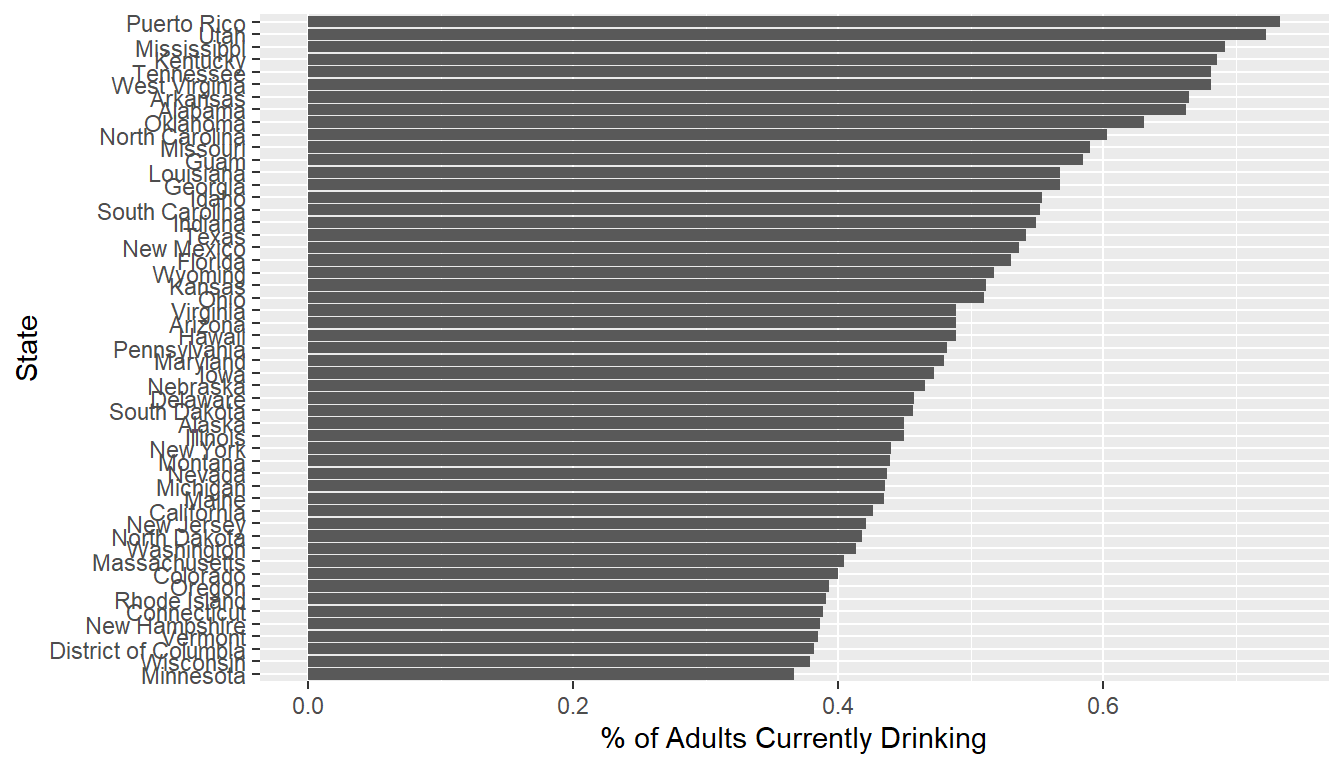 Puerto Rico
Utah
Mississippi
Kentucky
Tennessee
West Virginia
Arkansas
Alabama
Oklahoma
North Carolina
Missouri
Guam
Louisiana
Georgia
Idaho
South Carolina
Indiana
Texas
New Mexico
Florida
Wyoming
Kansas
Ohio
Virginia
Arizona
Hawaii
Pennsylvania
Maryland
Iowa
Nebraska
Delaware
South Dakota
Alaska
Illinois
New York
Montana
Nevada
Michigan
Maine
California
New Jersey
North Dakota
Washington
Massachusetts
Colorado
Oregon
Rhode Island
Connecticut
New Hampshire
Vermont
District of Columbia
Wisconsin
Minnesota
State
0.0 0.2 0.4 0.6
% of Adults Currently Drinking